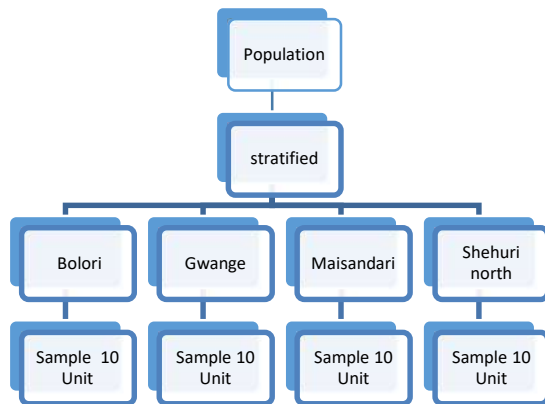 Population
stratified
Bolori
Gwange
Maisandari
Shehuri
north
Sample 10
Unit
Sample 10
Unit
Sample 10
Unit
Sample 10
Unit